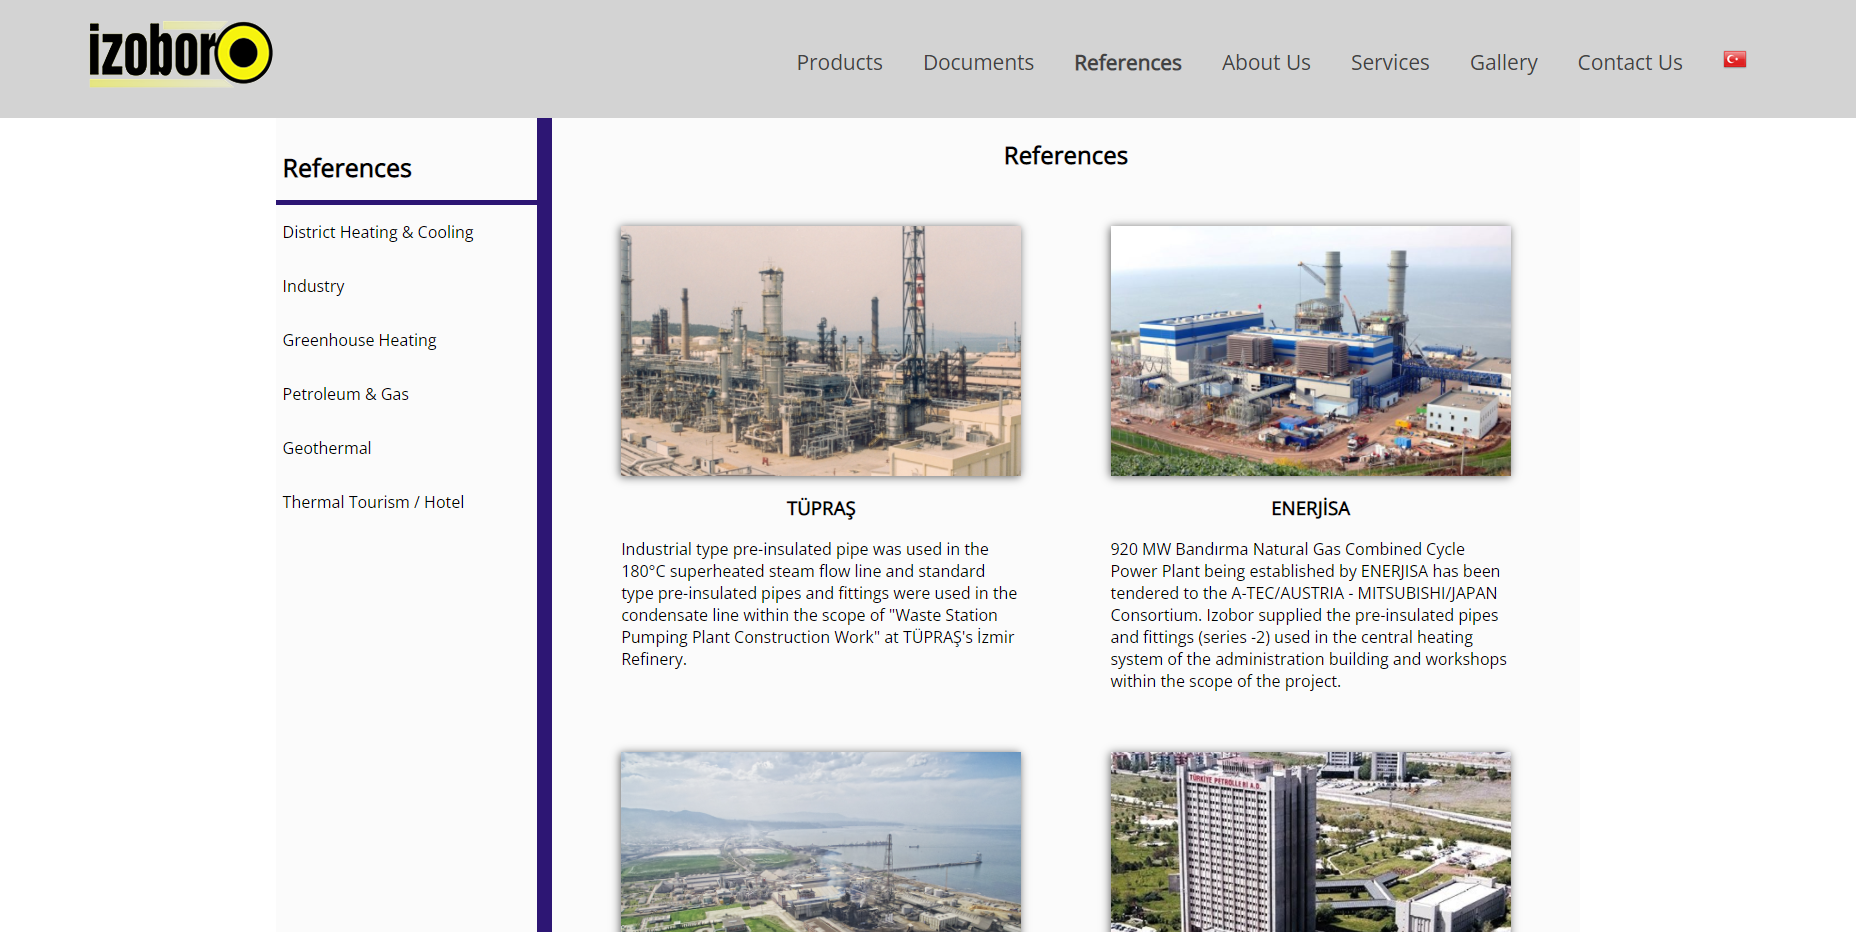 izobor
Products
Documents
References
About Us
Services
Gallery
Contact Us
References
District Heating & Cooling
Industry
Greenhouse Heating
Petroleum & Gas
Geothermal
Thermal Tourism / Hotel
References
TÜPRAŞ
Industrial type pre-insulated pipe was used in the
180°C superheated steam flow line and standard
type pre-insulated pipes and fittings were used in the
condensate line within the scope of "Waste Station
Pumping Plant Construction Work" at TÜPRAŞ's İzmir
Refinery.
ENERJİSA
920 MW Bandırma Natural Gas Combined Cycle
Power Plant being established by ENERJISA has been
tendered to the A-TEC/AUSTRIA - MITSUBISHI/JAPAN
Consortium. Izobor supplied the pre-insulated pipes
and fittings (series -2) used in the central heating
system of the administration building and workshops
within the scope of the project.
TÜRKİYE PETROLLERİ A.O.